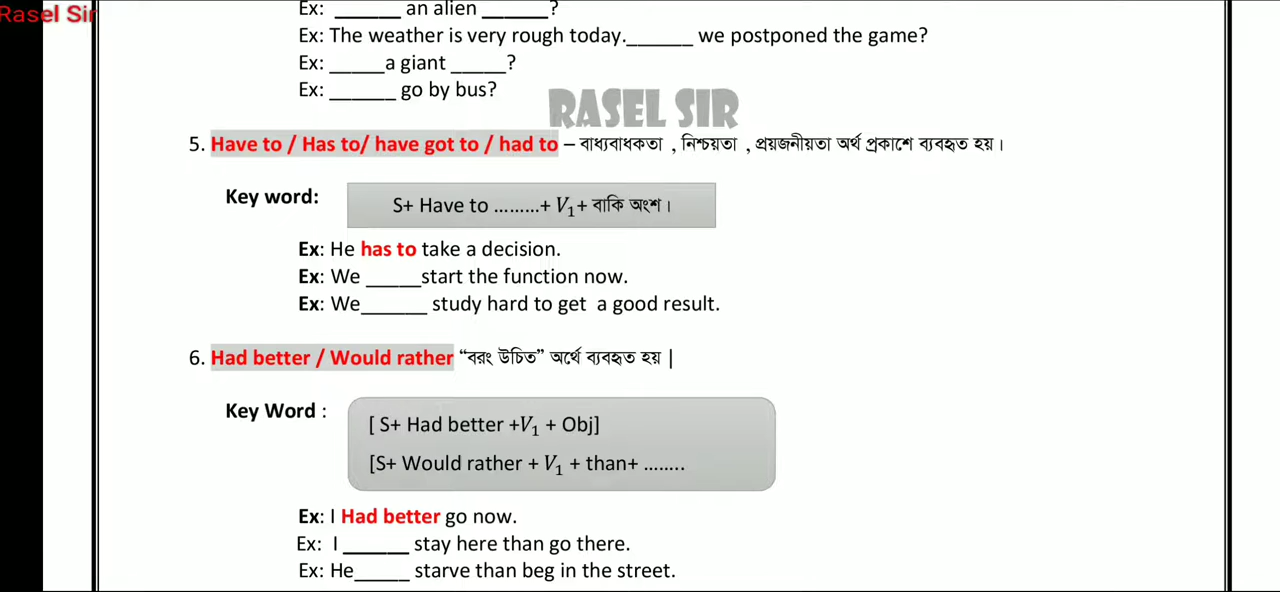 Rasel Sir
Ex: ______ an alien ______?
Ex: The weather is very rough today.______ we postponed the game?
Ex: _____a giant _____?
Ex: ______ go by bus?
RASEL SIR
5. Have to / Has to/ have got to / had to – বাধ্যবাধকতা , নিশ্চয়তা , প্রয়জনীয়তা অর্থ প্রকাশে ব্যবহৃত হয় ।
Key word:
S+ Have to .........+ V₁+ বাকি অংশ ।
Ex: He has to take a decision.
Ex: We _____start the function now.
Ex: We______ study hard to get a good result.
6. Had better / Would rather “বরং উচিত” অর্থে ব্যবহৃত হয় |
Key Word :
[ S+ Had better +V₁ + Obj]
[S+ Would rather + V₁ + than+ ........
Ex: I Had better go now.
Ex: I ______ stay here than go there.
Ex: He_____ starve than beg in the street.